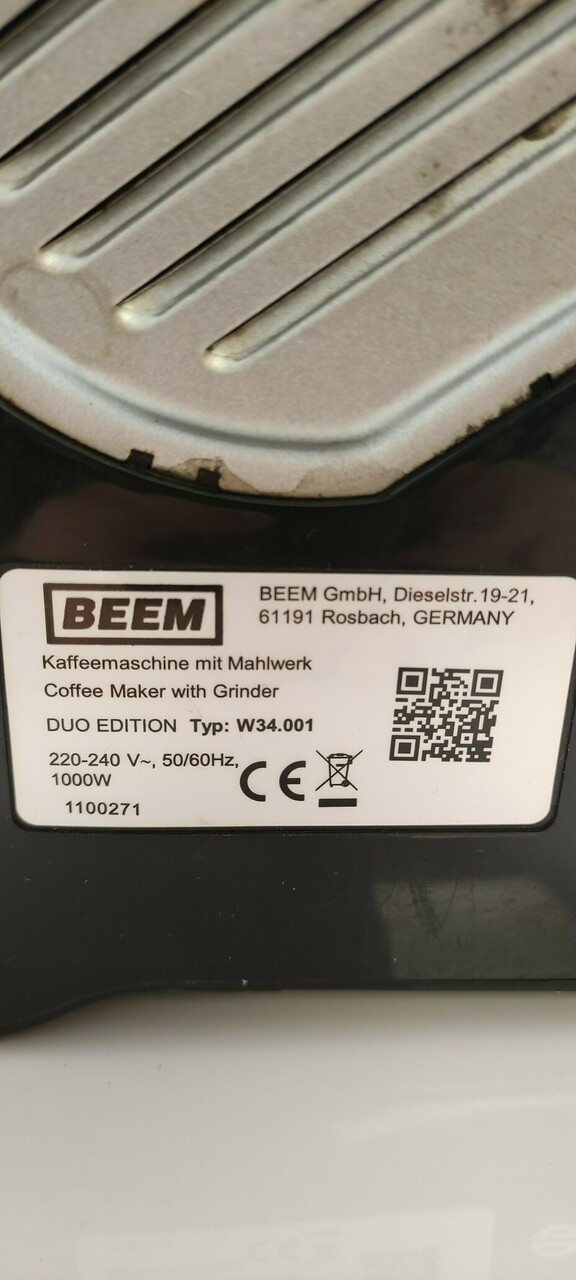 BEEM
BEEM GmbH, Dieselstr.19-21,
61191 Rosbach, GERMANY
Kaffeemaschine mit Mahlwerk
Coffee Maker with Grinder
DUO EDITION Typ: W34.001
220-240 V~, 50/60Hz,
1000W
CE
1100271